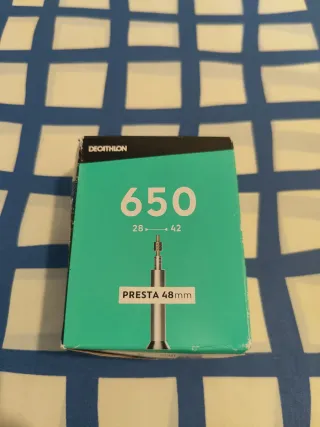 DECATHLON
650
28 42
PRESTA 48mm